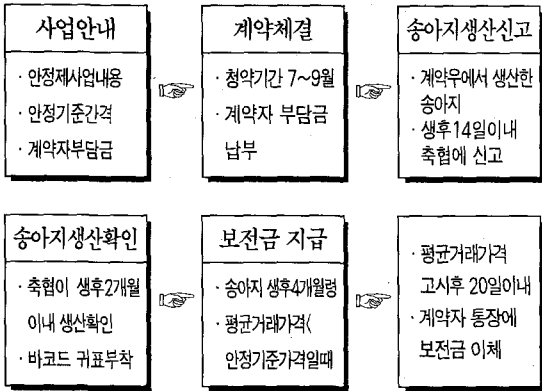 사업안내
· 안정제사업내용
· 안정기준간격
· 계약자부담금
계약체결
· 청약기간 7~9월
· 계약자 부담금
납부
송아지생산신고
· 계약우에서 생산한
송아지
· 생후14일이내
축협에 신고
송아지생산확인
· 축협이 생후2개월
이내 생산확인
· 바코드 귀표부착
보전금 지급
· 송아지 생후4개월령
· 평균거래가격(
안정기준가격일때
· 평균거래가격
고시후 20일이내
· 계약자 통장에
보전금 이체